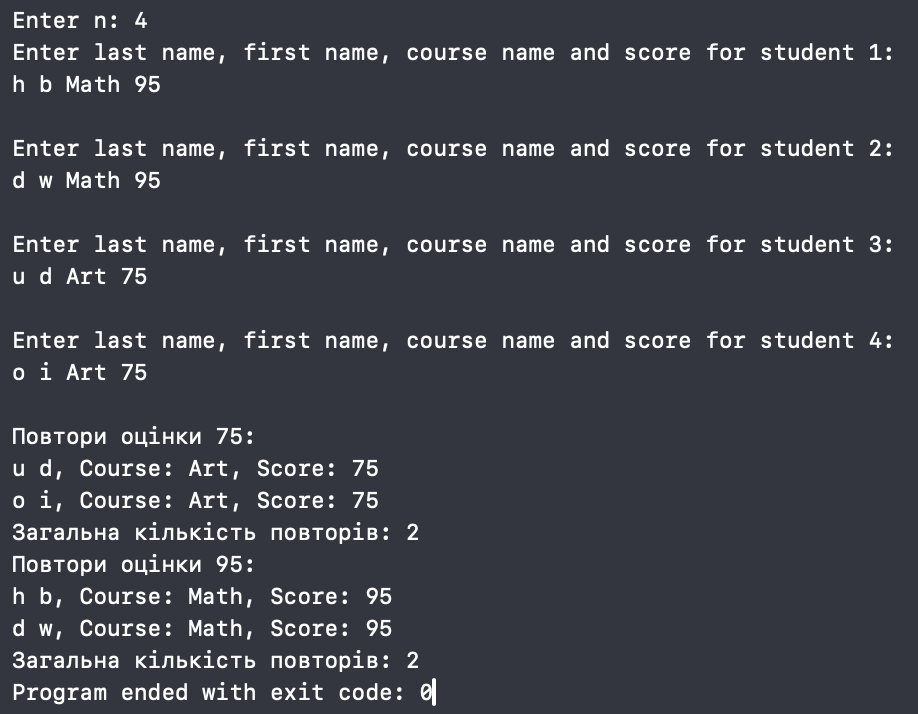 Enter n: 4
Enter last name, first name, course name and score for student 1:
h b Math 95
Enter last name, first name, course name and score for student 2:
d w Math 95
Enter last name, first name, course name and score for student 3:
u d Art 75
Enter last name, first name, course name and score for student 4:
o i Art 75
Повтори оцінки 75:
u d, Course: Art, Score: 75
o i, Course: Art, Score: 75
Загальна кількість повторів: 2
Повтори оцінки 95:
h b, Course: Math, Score: 95
d w, Course: Math, Score: 95
Загальна кількість повторів: 2
Program ended with exit code: 0